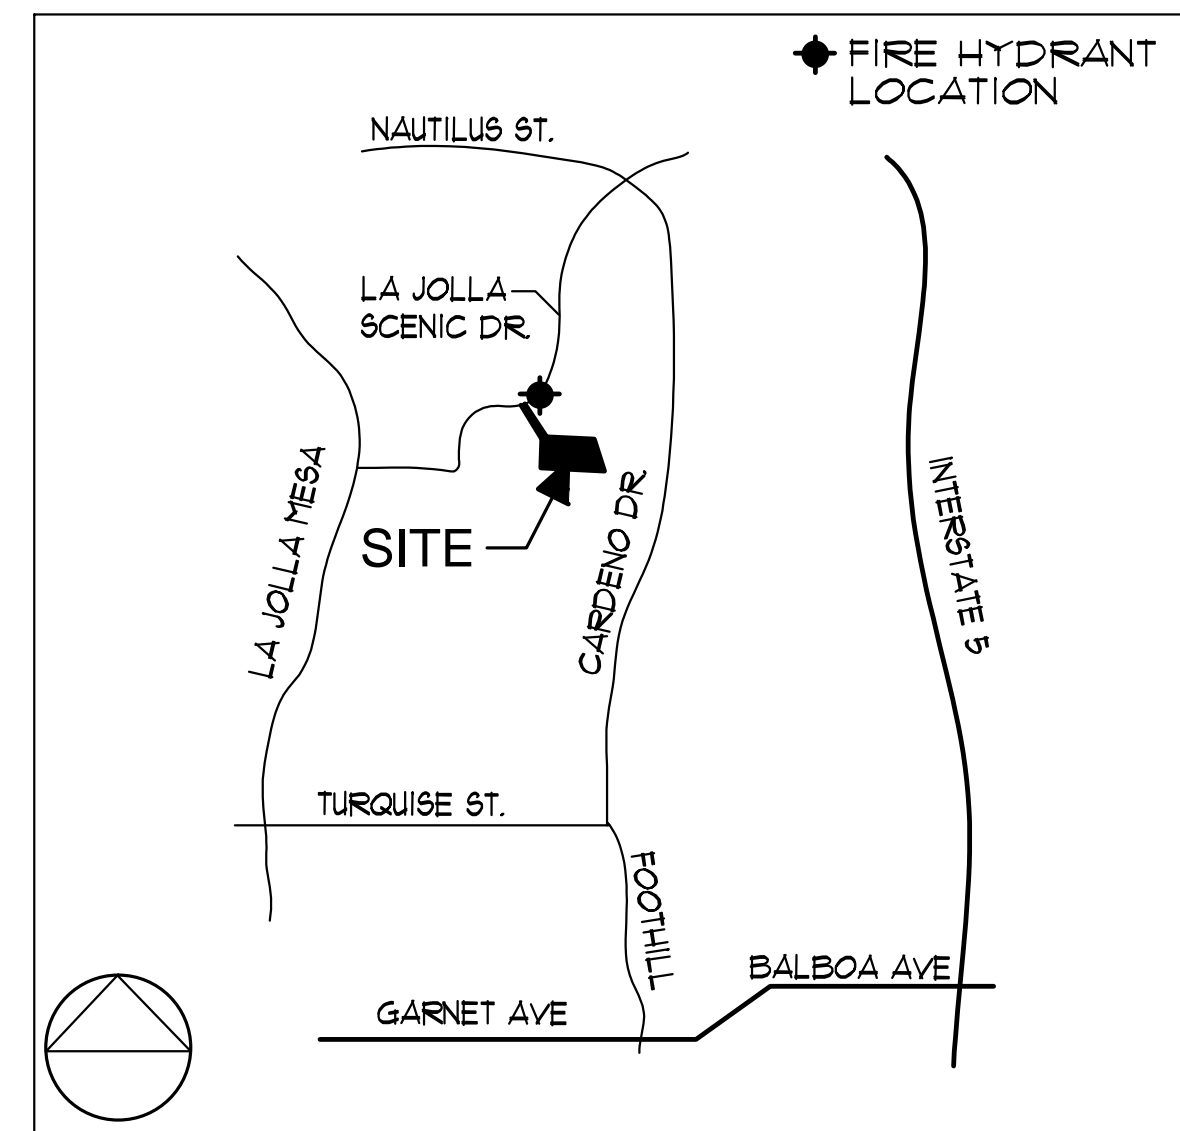 FIRE HYDRANT
LOCATION
NAUTILUS ST.
LA JOLLA
SCENIC DR.
LA JOLLA MESA
SITE
CARDENO DR.
INTERSTATE 5
TURQUISE ST.
FOOTHILL
BALBOA AVE
GARNET AVE